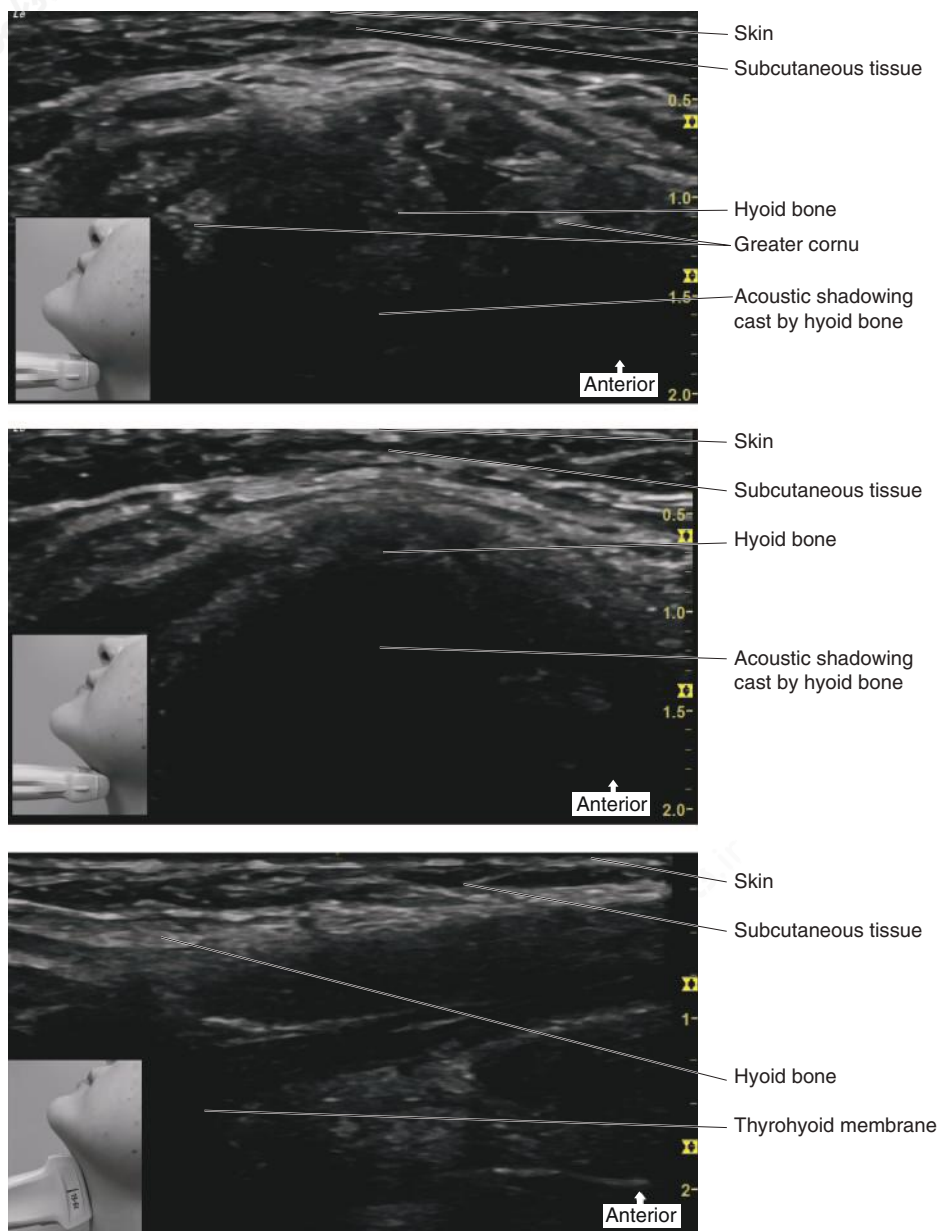 Skin
Subcutaneous tissue
0.5
1.0
Hyoid bone
Greater cornu
Acoustic shadowing
cast by hyoid bone
1.5
Anterior
2.0
Skin
Subcutaneous tissue
0.5
Hyoid bone
1.0
Acoustic shadowing
cast by hyoid bone
1.5
Anterior
2.0
Skin
Subcutaneous tissue
1
Hyoid bone
Thyrohyoid membrane
2
Anterior